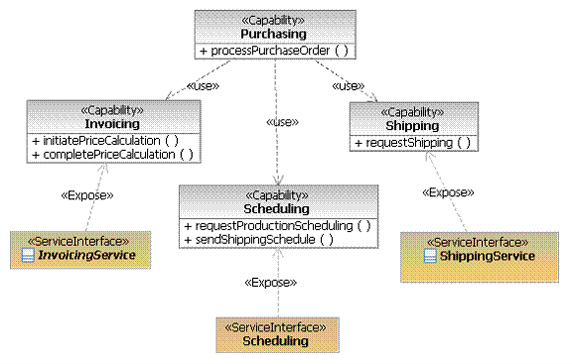 «Capability»
Purchasing
+ processPurchaseOrder ( )
«use»
«use»
«use»
«Capability»
Invoicing
+ initiatePriceCalculation ( )
+ completePriceCalculation ( )
«Capability»
Shipping
+ requestShipping ( )
«Capability»
Scheduling
+ requestProductionScheduling ( )
+ sendShippingSchedule ( )
«Expose»
«Expose»
«Expose»
«ServiceInterface»
InvoicingService
«ServiceInterface»
ShippingService
«ServiceInterface»
Scheduling